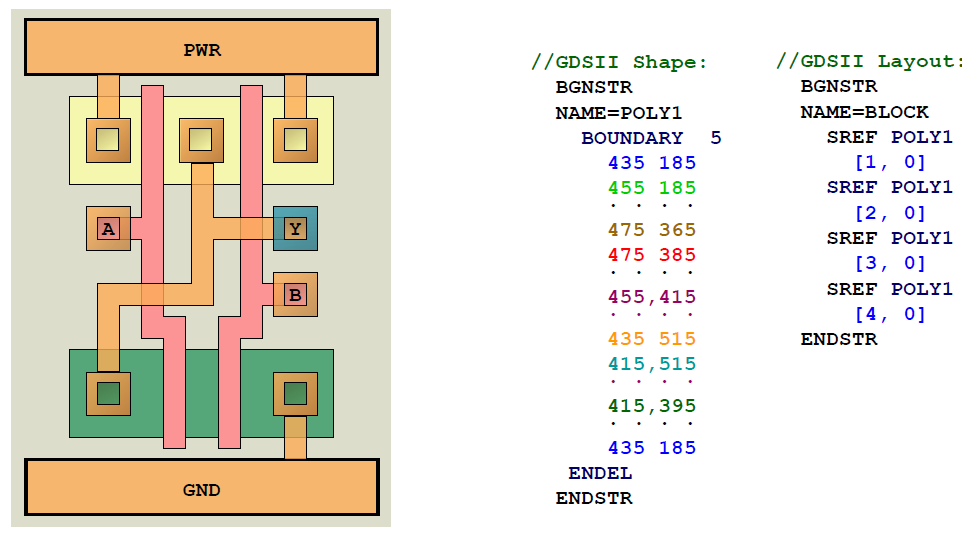 PWR
A
Y
B
GND
//GDSII Shape:
BGNSTR
NAME=POLY1
BOUNDARY 5
435 185
455 185
. . . .
475 365
475 385
. . . .
455,415
. . . .
435 515
415,515
. . . .
415,395
. . . .
435 185
ENDEL
ENDSTR
//GDSII Layout:
BGNSTR
NAME=BLOCK
SREF POLY1
[1, 0]
SREF POLY1
[2, 0]
SREF POLY1
[3, 0]
SREF POLY1
[4, 0]
ENDSTR